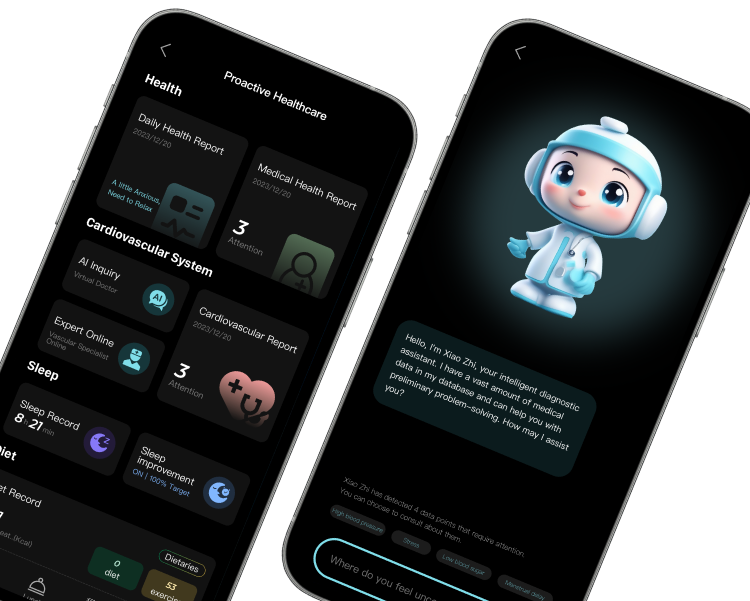 Proactive Healthcare
Health
Daily Health Report
2023/12/20
A little Anxious,
Need to Relax
Medical Health Report
2023/12/20
3
Attention
Cardiovascular System
AI Inquiry
Virtual Doctor
AI
Expert Online
Vascular Specialist
Online
Cardiovascular Report
2023/12/20
3
Attention
Sleep
Sleep Record
8 h 21 min
Sleep
improvement
ON | 100% Target
Diet
et Record
eat. (Kcal)
Dietaries
0
diet
53
exercis
Hello, I'm Xiao Zhi, your intelligent diagnostic
assistant. I have a vast amount of medical
data in my database and can help you with
preliminary problem-solving. How may I assist
you?
Xiao Zhi has detected 4 data points that require attention.
You can choose to consult about them.
High blood pressure
Stress
Low blood sugar
Menstrual delay
Where do you feel unco